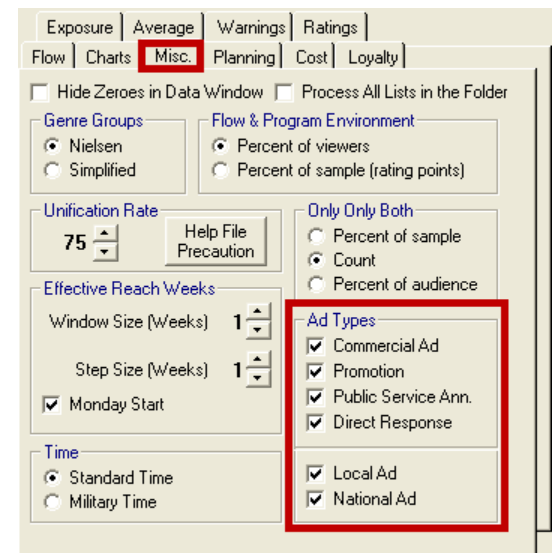 Exposure Average Warnings Ratings
Flow Charts Misc. Planning Cost Loyalty
Hide Zeroes in Data Window Process All Lists in the Folder
Genre Groups
Nielsen
Simplified
Flow & Program Environment
Percent of viewers
Percent of sample (rating points)
Unification Rate
75
Help File
Precaution
Only Only Both
Percent of sample
Count
Percent of audience
Effective Reach Weeks
Window Size (Weeks) 1
Step Size (Weeks) 1
Monday Start
Ad Types
Commercial Ad
Promotion
Public Service Ann.
Direct Response
Local Ad
National Ad
Time
Standard Time
Military Time